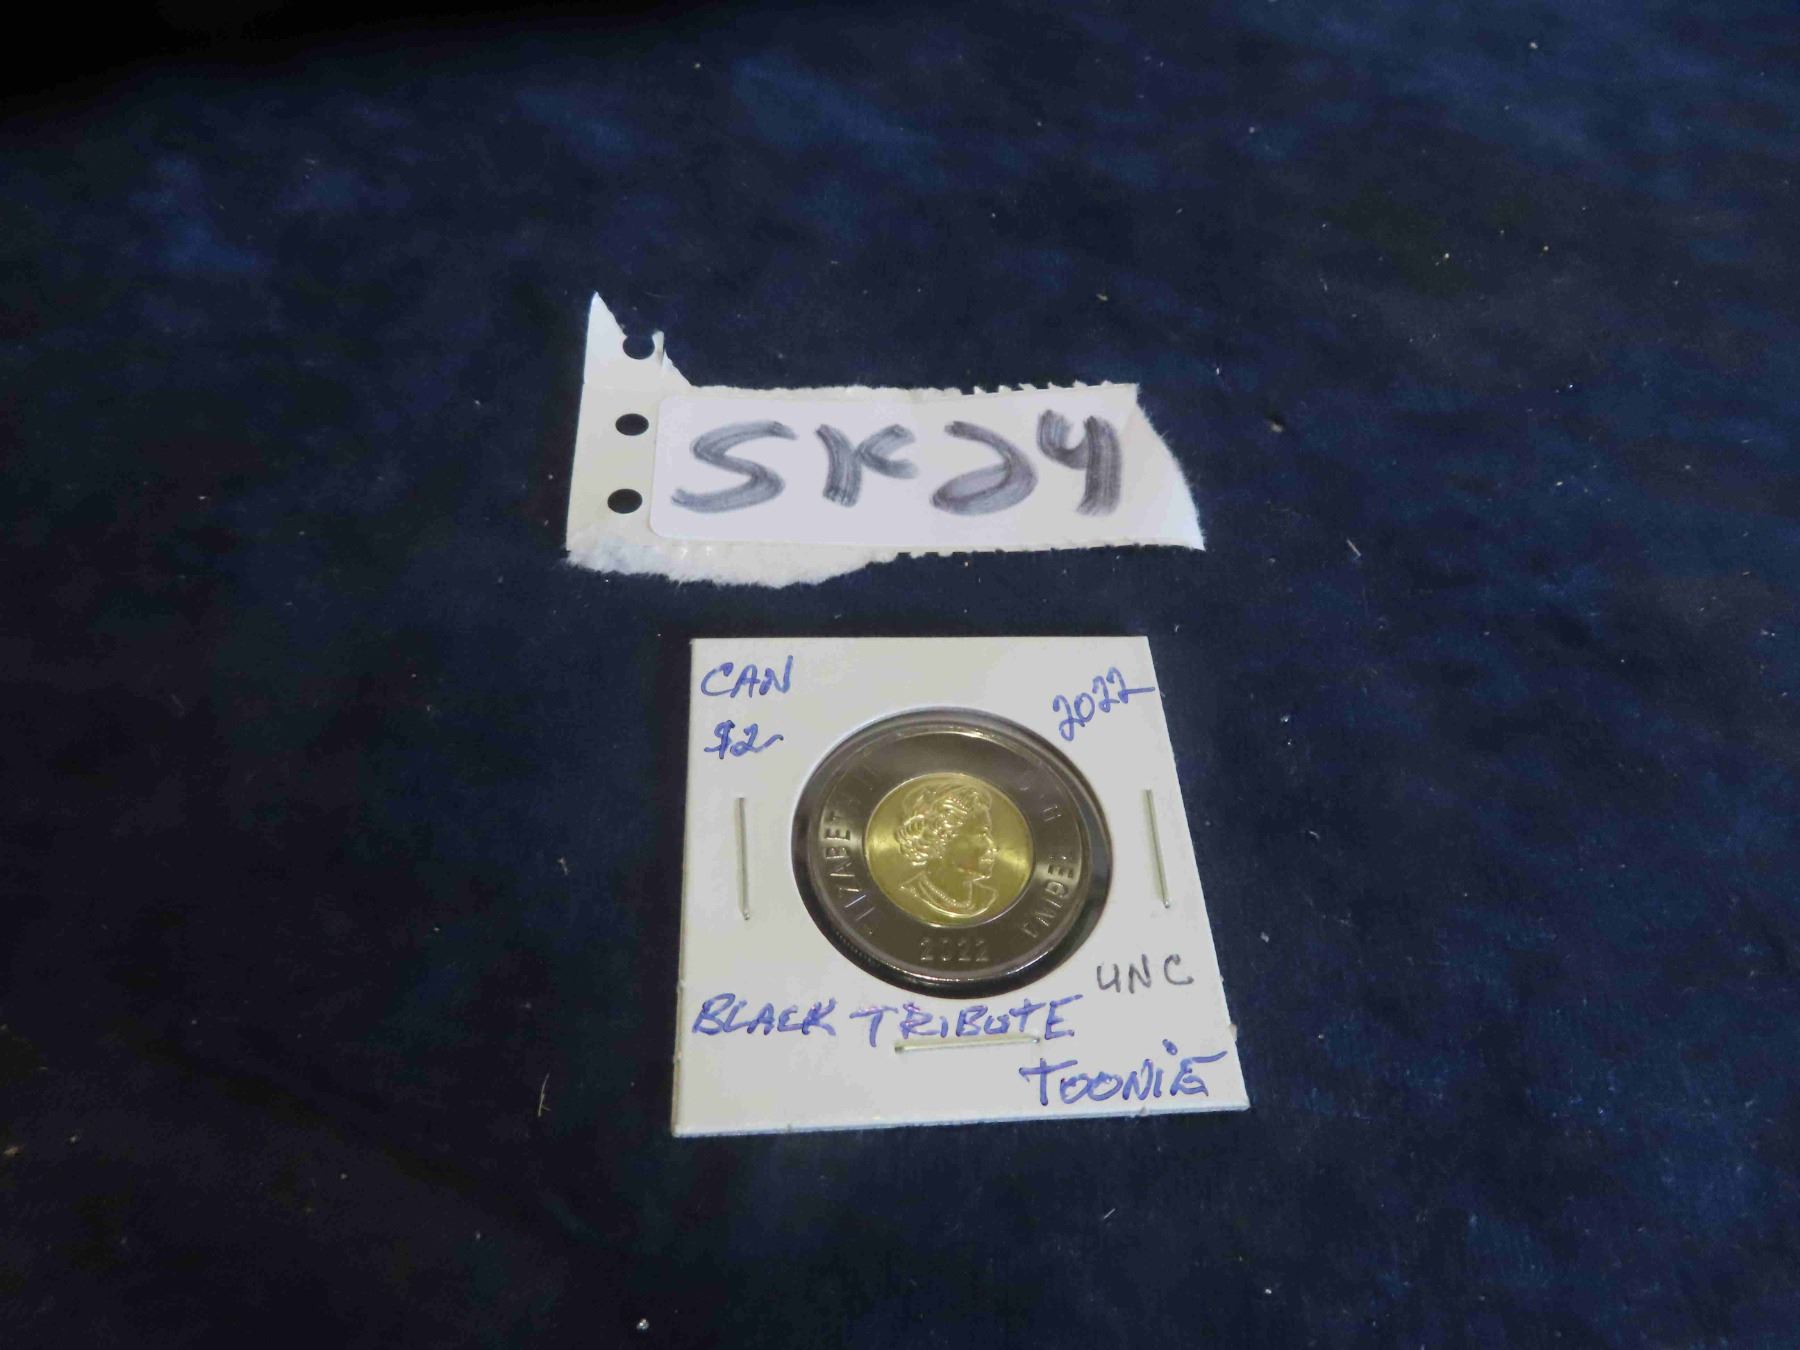 SK24
CAN
2022
$2
ELIZABETH II D. G. REGINA
2022
UNC
BLACK TRIBUTE
TOONIE